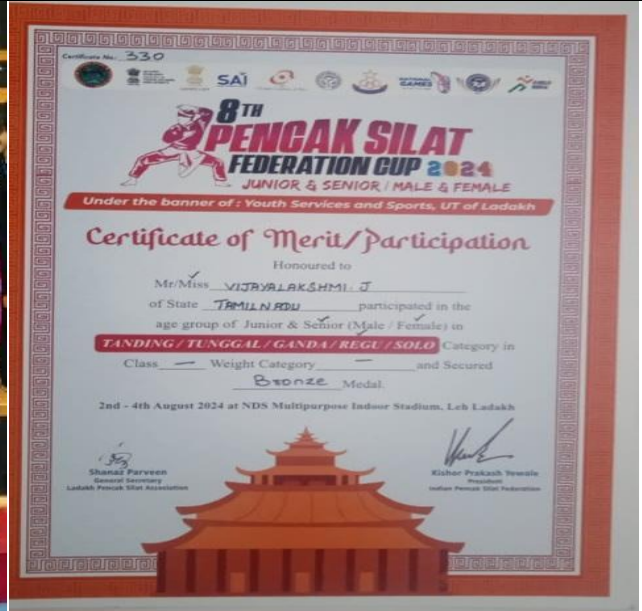 Certificate No: 330
SAI
NATIONAL GAMES
8TH
PENCAK SILAT
FEDERATION CUP 2024
JUNIOR & SENIOR / MALE & FEMALE
Under the banner of : Youth Services and Sports, UT of Ladakh
Certificate of Merit/Participation
Honoured to
Mr/Miss VIJAYALAKSHMI. J
of State TAMILNADU participated in the
age group of Junior & Senior (Male / Female) in
TANDING / TUNGGAL / GANDA / REGU / SOLO Category in
Class — Weight Category — and Secured
Bronze Medal.
2nd - 4th August 2024 at NDS Multipurpose Indoor Stadium, Leh Ladakh
Shanaz Parveen
General Secretary
Ladakh Pencak Silat Association
Kishor Prakash Yewale
President
Indian Pencak Silat Federation